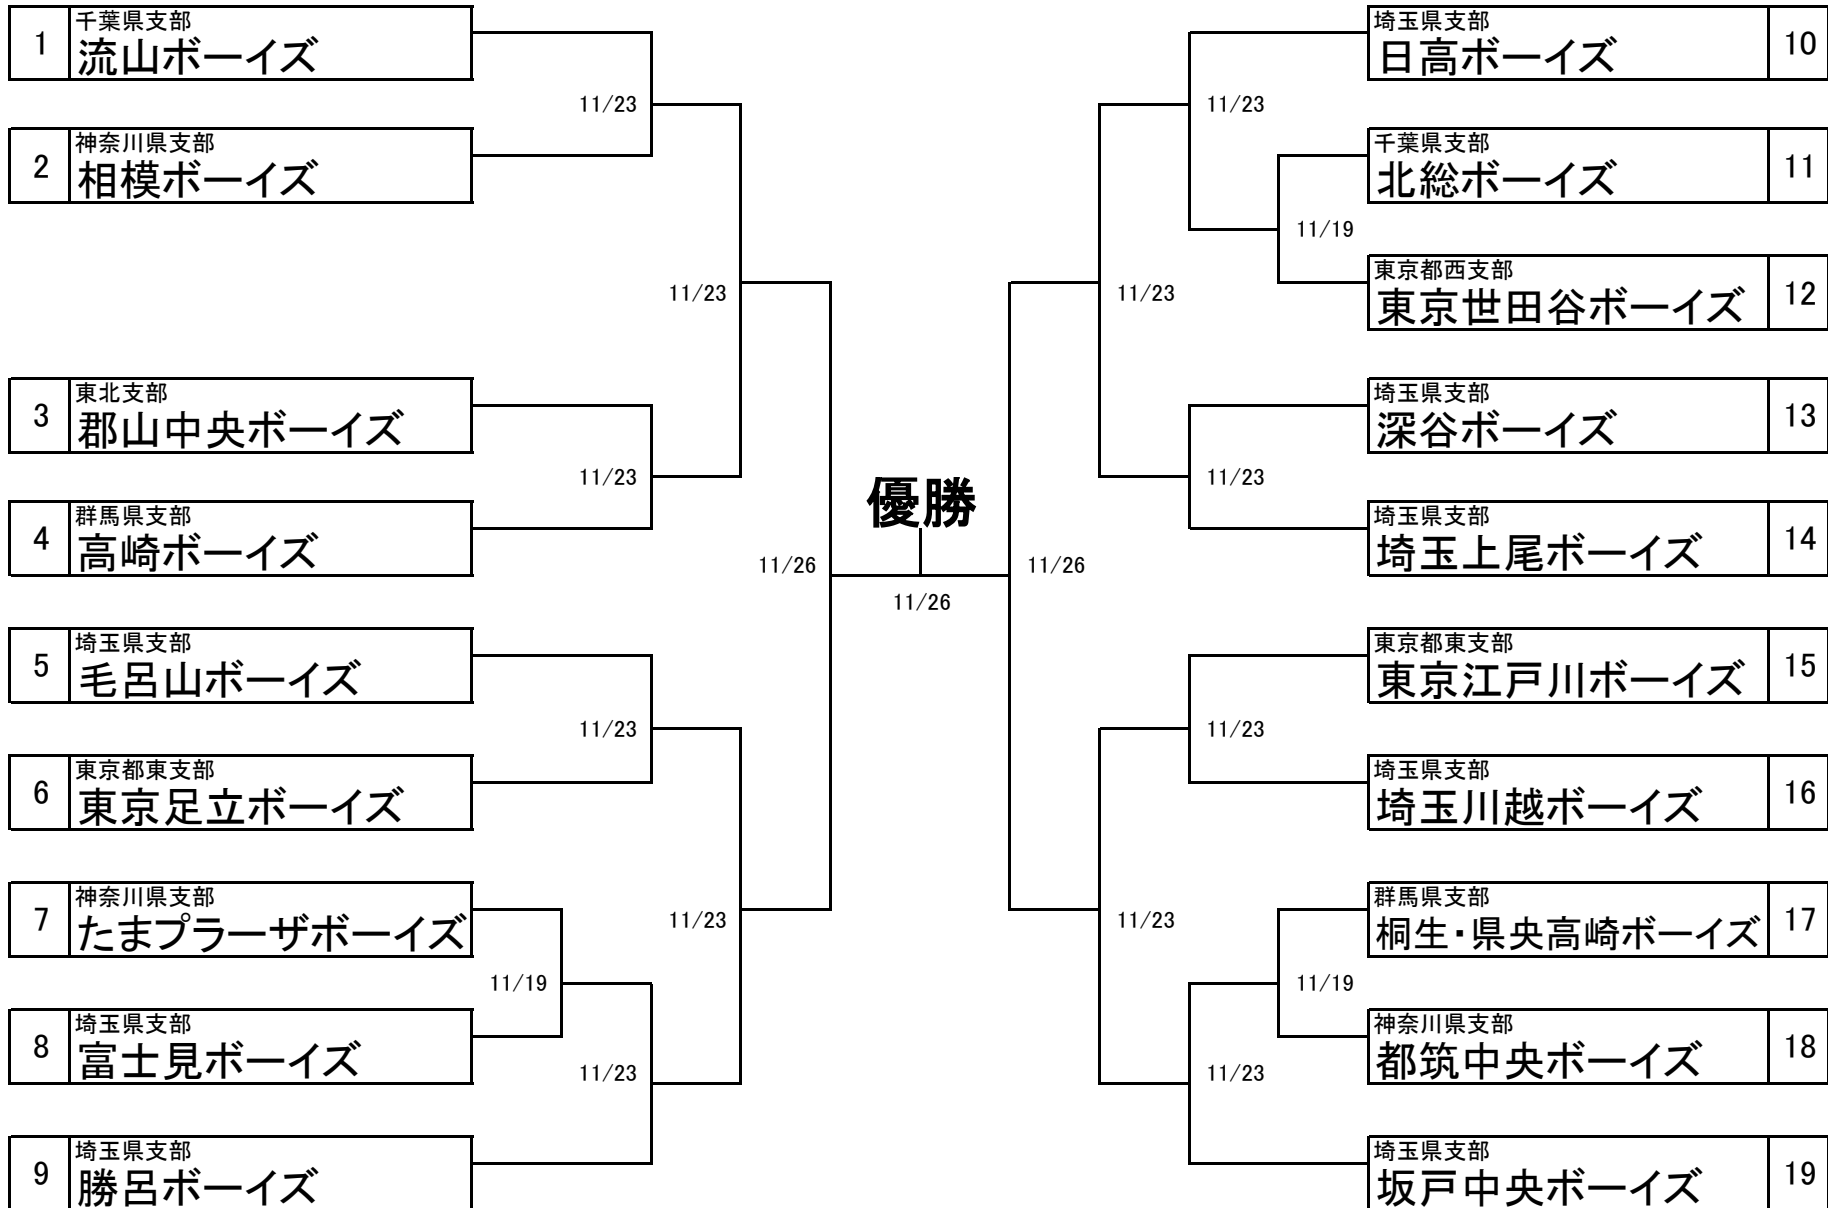 1
千葉県支部
流山ボーイズ
2
神奈川県支部
相模ボーイズ
3
東北支部
郡山中央ボーイズ
4
群馬県支部
高崎ボーイズ
5
埼玉県支部
毛呂山ボーイズ
6
東京都東支部
東京足立ボーイズ
7
神奈川県支部
たまプラーザボーイズ
8
埼玉県支部
富士見ボーイズ
9
埼玉県支部
勝呂ボーイズ
11/23
11/23
11/23
11/23
11/23
11/19
11/23
11/26
優勝
11/26
11/26
11/23
11/19
11/23
11/23
11/23
11/23
11/19
11/23
埼玉県支部
日高ボーイズ
10
千葉県支部
北総ボーイズ
11
東京都西支部
東京世田谷ボーイズ
12
埼玉県支部
深谷ボーイズ
13
埼玉県支部
埼玉上尾ボーイズ
14
東京都東支部
東京江戸川ボーイズ
15
埼玉県支部
埼玉川越ボーイズ
16
群馬県支部
桐生・県央高崎ボーイズ
17
神奈川県支部
都筑中央ボーイズ
18
埼玉県支部
坂戸中央ボーイズ
19